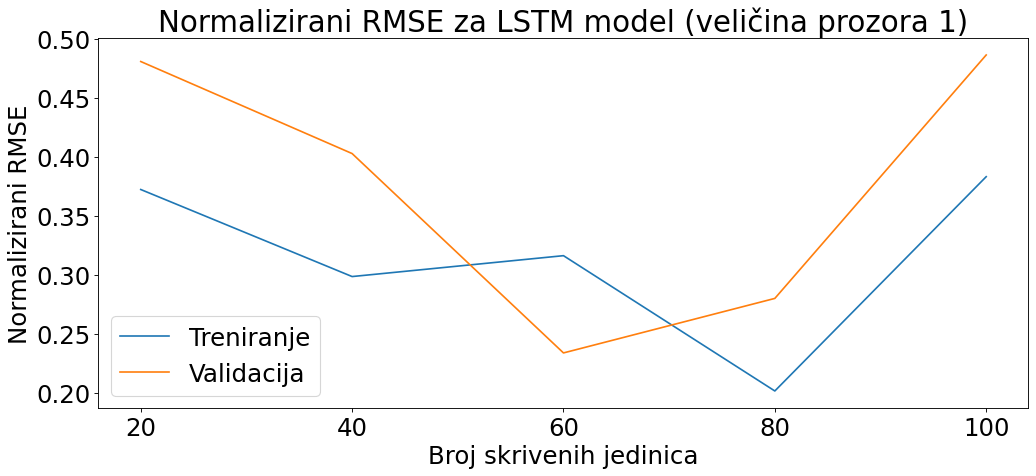 Normalizirani RMSE za LSTM model (veličina prozora 1)
Normalizirani RMSE
0.50
0.45
0.40
0.35
0.30
0.25
0.20
Treniranje
Validacija
20 40 60 80 100
Broj skrivenih jedinica